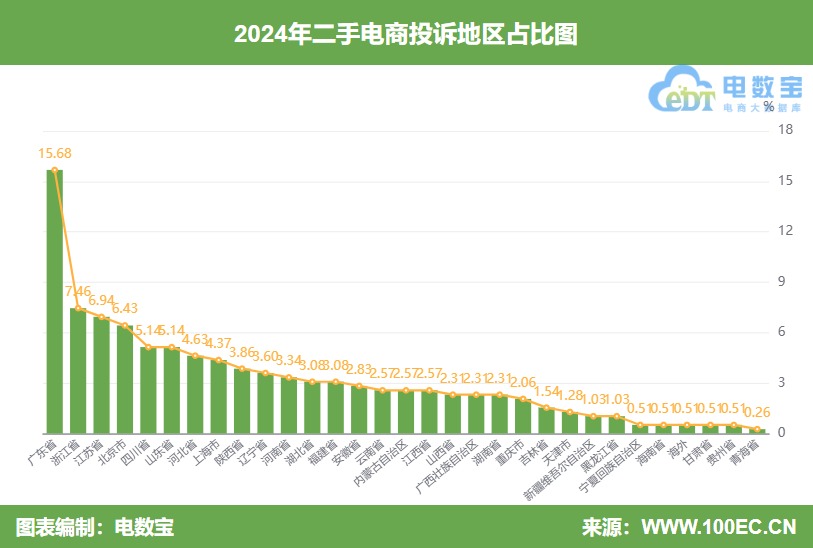 2024年二手电商投诉地区占比图
eDT 电数宝
电商大数据库
%
18
15
12
9
6
3
0
15.68
7.46
6.94
6.43
5.14
5.14
4.63
4.37
3.86
3.60
3.34
3.08
3.08
2.83
2.57
2.57
2.57
2.31
2.31
2.31
2.06
1.54
1.28
1.03
1.03
0.51
0.51
0.51
0.51
0.51
0.26
广东省
浙江省
江苏省
北京市
四川省
山东省
河北省
上海市
陕西省
辽宁省
河南省
湖北省
福建省
安徽省
云南省
内蒙古自治区
江西省
山西省
广西壮族自治区
湖南省
重庆市
吉林省
天津市
新疆维吾尔自治区
黑龙江省
宁夏回族自治区
海南省
海外
甘肃省
贵州省
青海省
图表编制：电数宝
来源：WWW.100EC.CN